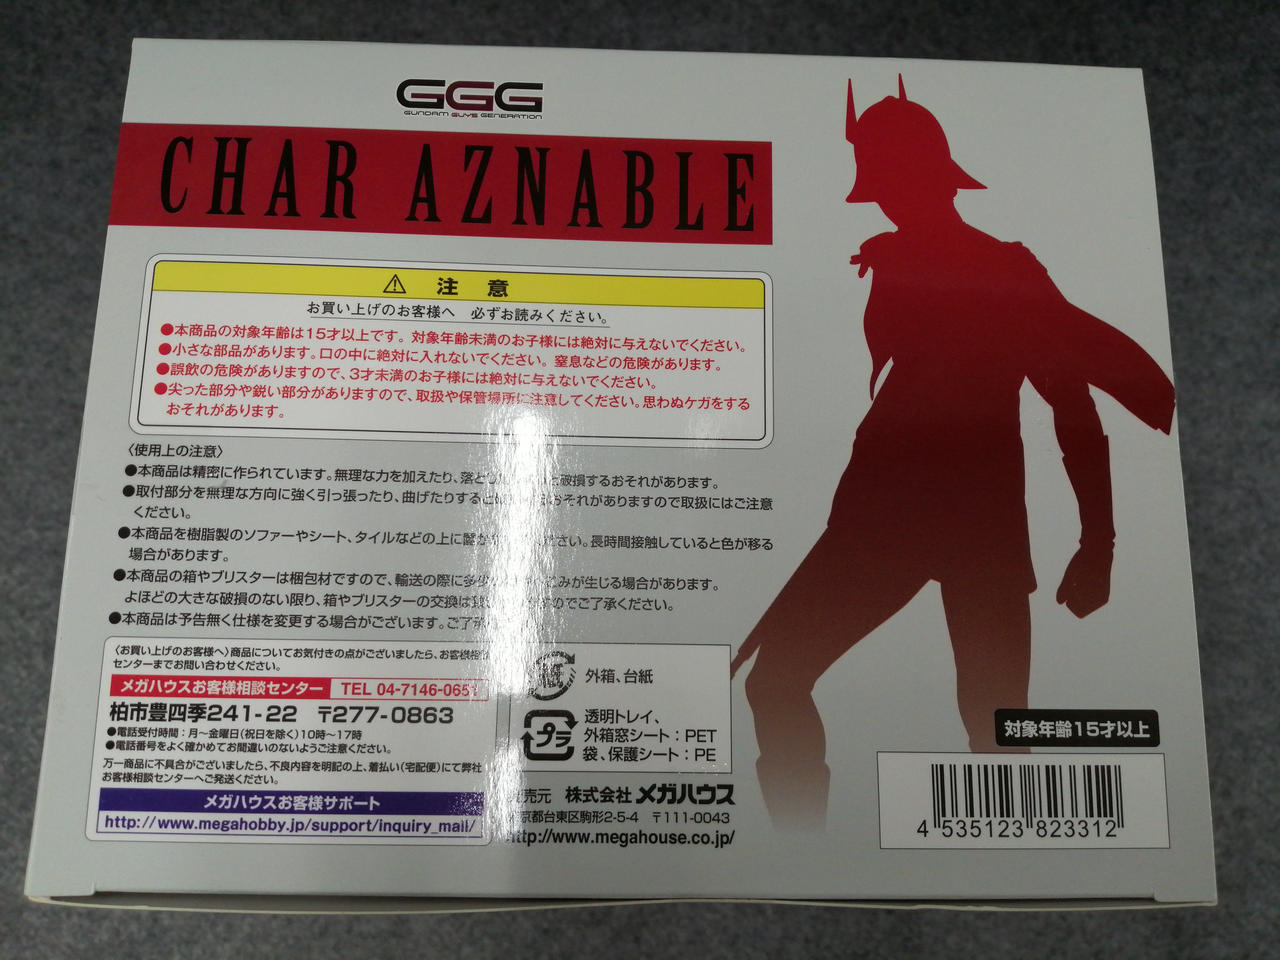 GGG
GUNDAM GUYS GENERATION
CHAR AZNABLE
⚠ 注意
お買い上げのお客様へ 必ずお読みください。
●本商品の対象年齢は15才以上です。対象年齢未満のお子様には絶対に与えないでください。
●小さな部品があります。口の中に絶対に入れないでください。窒息などの危険があります。
●誤飲の危険がありますので、3才未満のお子様には絶対に与えないでください。
●尖った部分や鋭い部分がありますので、取扱や保管場所に注意してください。思わぬケガをする
おそれがあります。
〈使用上の注意〉
●本商品は精密に作られています。無理な力を加えたり、落と 破損するおそれがあります。
●取付部分を無理な方向に強く引っ張ったり、曲げたりすると おそれがありますので取扱にはご注意
ください。
●本商品を樹脂製のソファーやシート、タイルなどの上に置か ださい。長時間接触していると色が移る
場合があります。
●本商品の箱やブリスターは梱包材ですので、輸送の際に多少 こみが生じる場合があります。
よほどの大きな破損のない限り、箱やブリスターの交換は のでご了承ください。
●本商品は予告無く仕様を変更する場合がございます。ご了承
〈お買い上げのお客様へ〉商品についてお気付きの点がございましたら、お客様相談
センターまでお問い合わせください。
メガハウスお客様相談センター TEL 04-7146-0651
柏市豊四季241-22 〒277-0863
●電話受付時間：月〜金曜日(祝日を除く)10時〜17時
●電話番号をよく確かめてお間違いのないようご注意ください。
万一商品に不具合がございましたら、不良内容を明記の上、着払い(宅配便)にて弊社
お客様相談センターへご発送ください。
メガハウスお客様サポート
http://www.megahobby.jp/support/inquiry_mail/
紙
外箱、台紙
プラ
透明トレイ、
外箱窓シート：PET
袋、保護シート：PE
売元 株式会社メガハウス
京都台東区駒形2-5-4 〒111-0043
http://www.megahouse.co.jp/
対象年齢15才以上
4 535123 823312